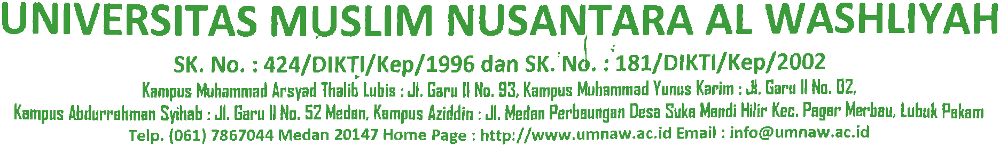 UNIVERSITAS MUSLIM NUSANTARA AL WASHLIYAH
SK. No. : 424/DIKTI/Kep/1996 dan SK. No. : 181/DIKTI/Kep/2002
Kampus Muhammad Arsyad Thalib Lubis : Jl. Garu II No. 93, Kampus Muhammad Yunus Karim : Jl. Garu II No. 02,
Kampus Abdurrahman Syihab : Jl. Garu II No. 52 Medan, Kampus Aziddin : Jl. Medan Perbaungan Desa Suka Mandi Hilir Kec. Pagar Merbau, Lubuk Pakam
Telp. (061) 7867044 Medan 20147 Home Page : http://www.umnaw.ac.id Email : info@umnaw.ac.id